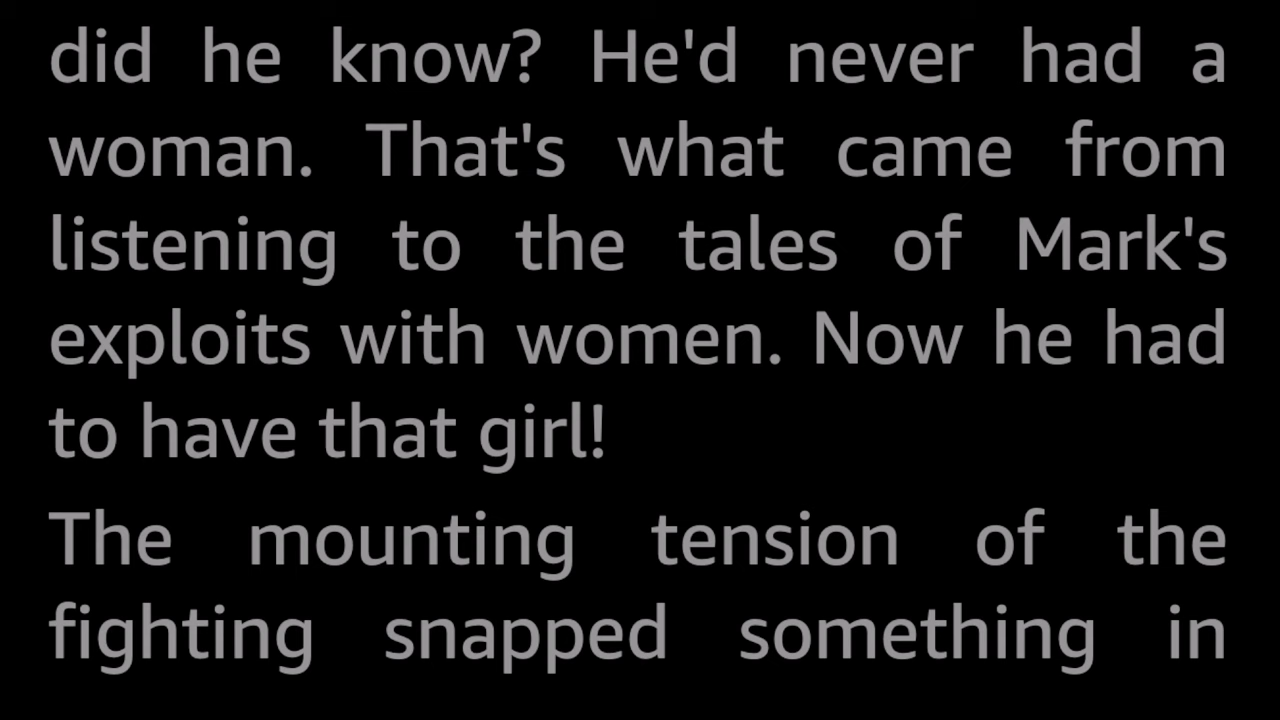 did he know? He'd never had a
woman. That's what came from
listening to the tales of Mark's
exploits with women. Now he had
to have that girl!
The mounting tension of the
fighting snapped something in